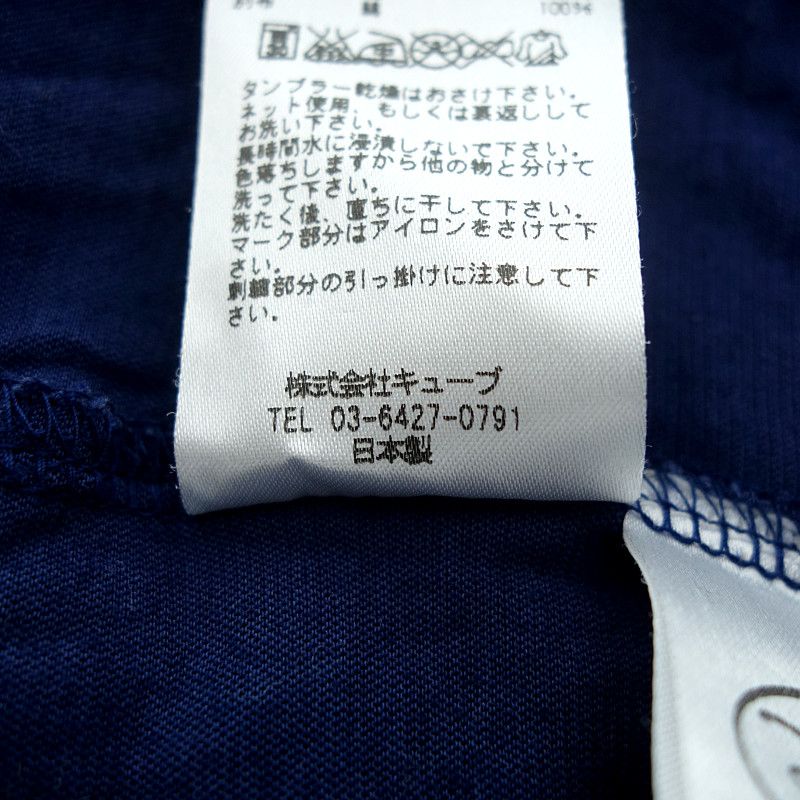 別布 綿 100%
タンブラー乾燥はおさけ下さい。
ネット使用、もしくは裏返しして
お洗い下さい。
長時間水に浸漬しないで下さい。
色落ちしますから他の物と分けて
洗って下さい。
洗たく後、直ちに干して下さい。
マーク部分はアイロンをさけて下
さい。
刺繍部分の引っ掛けに注意して下
さい。
株式会社キューブ
TEL 03-6427-0791
日本製